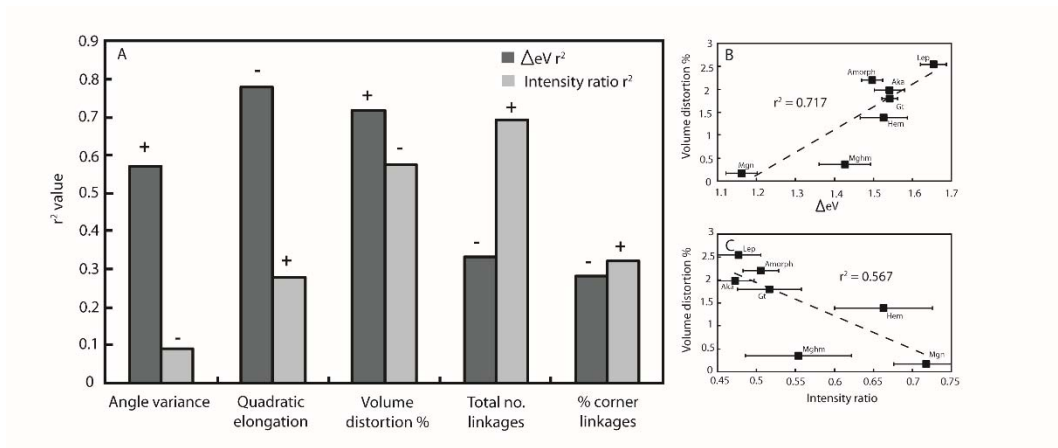 A
ΔeV r²
Intensity ratio r²
r² value
0.9
0.8
0.7
0.6
0.5
0.4
0.3
0.2
0.1
0
+
-
-
+
+
-
-
+
-
+
Angle variance
Quadratic
elongation
Volume
distortion %
Total no.
linkages
% corner
linkages
B
Volume distortion %
3
2.5
2
1.5
1
0.5
0
Lep
Amorph
Aka
Gt
Hem
Mghm
Mgn
r² = 0.717
1.1
1.2
1.3
1.4
1.5
1.6
1.7
ΔeV
C
Volume distortion %
3
2.5
2
1.5
1
0.5
0
Lep
Amorph
Aka
Gt
Hem
Mghm
Mgn
r² = 0.567
0.45
0.5
0.55
0.6
0.65
0.7
0.75
Intensity ratio